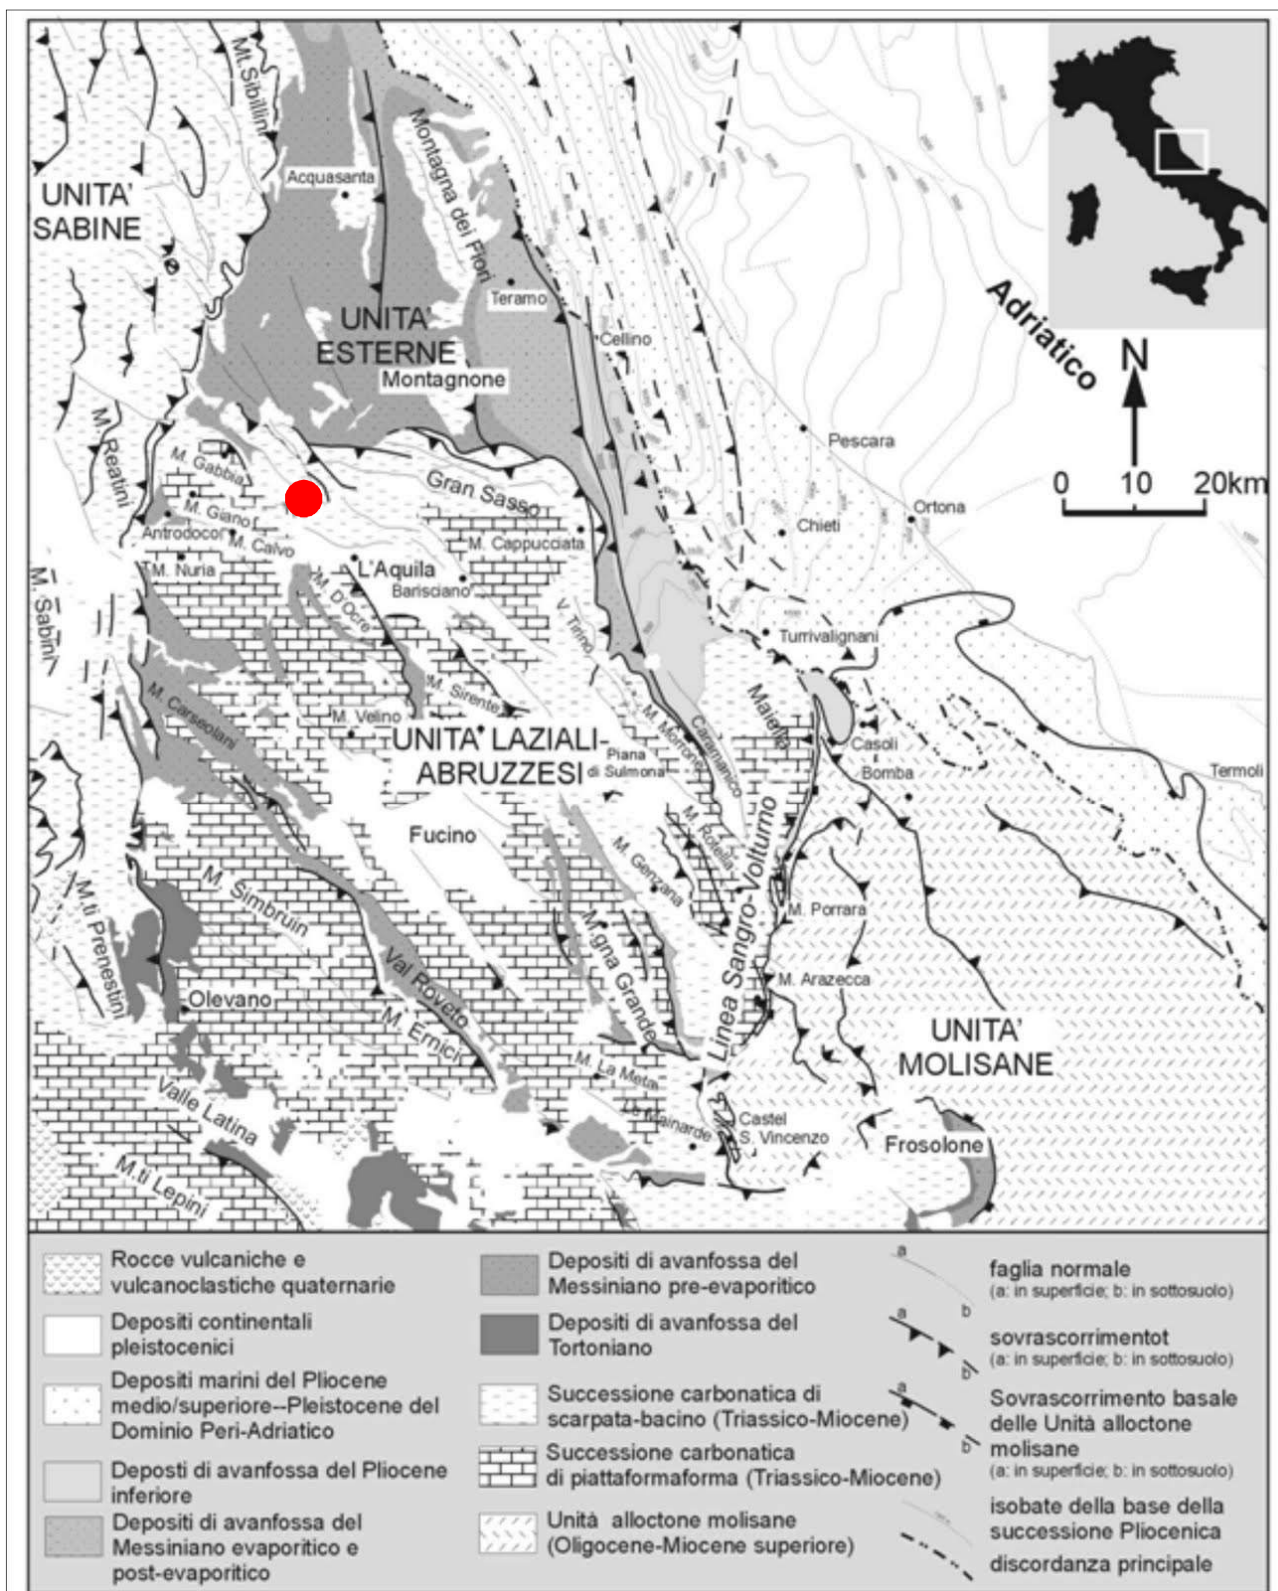 Mt.Sibillini
Montagna dei Fiori
Acquasanta
UNITA'
SABINE
Teramo
UNITA'
ESTERNE
Montagnone
Cellino
Adriatico
N
0 10 20km
Pescara
Ortona
Chieti
M. Reatini
M. Gabbia
Gran Sasso
M. Giano
Antrodoco
M. Calvo
M. Cappucciata
M. Nuria
L'Aquila
Barisciano
M. D'Ocre
V. Tirino
M. Sabini
Turrivalignani
M. Sirente
M. Carseolani
M. Velino
Maiella
M. Morrone
Caramanico
UNITA' LAZIALI-
ABRUZZESI
Piana
di Sulmona
Casoli
Bomba
Termoli
Fucino
M. Rotella
M. Genzana
M. Simbruin
Linea Sangro-Volturno
M. Porrara
M.ti Prenestini
M.gna Grande
Val Roveto
M. Arazecca
Olevano
M. Ernici
UNITA'
MOLISANE
M. La Meta
Valle Latina
Le Mainarde
Castel
S. Vincenzo
Frosolone
M.ti Lepini
Rocce vulcaniche e
vulcanoclastiche quaternarie
Depositi continentali
pleistocenici
Depositi marini del Pliocene
medio/superiore--Pleistocene del
Dominio Peri-Adriatico
Deposti di avanfossa del Pliocene
inferiore
Depositi di avanfossa del
Messiniano evaporitico e
post-evaporitico
Depositi di avanfossa del
Messiniano pre-evaporitico
Depositi di avanfossa del
Tortoniano
Successione carbonatica di
scarpata-bacino (Triassico-Miocene)
Successione carbonatica
di piattaformaforma (Triassico-Miocene)
Unità alloctone molisane
(Oligocene-Miocene superiore)
a
b
faglia normale
(a: in superficie; b: in sottosuolo)
a
b
sovrascorrimentot
(a: in superficie; b: in sottosuolo)
a
b
Sovrascorrimento basale
delle Unità alloctone
molisane
(a: in superficie; b: in sottosuolo)
isobate della base della
successione Pliocenica
discordanza principale